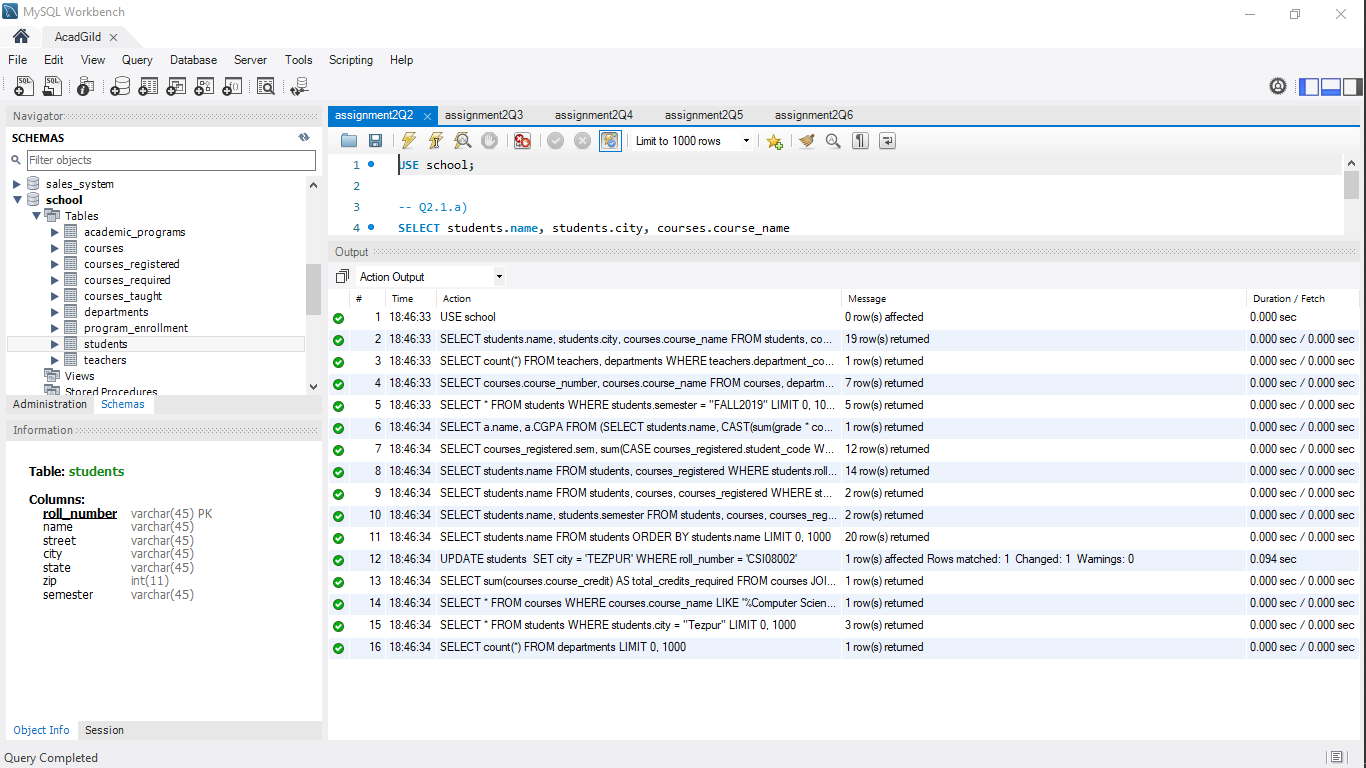 MySQL Workbench
AcadGild
File Edit View Query Database Server Tools Scripting Help
Navigator
SCHEMAS
Filter objects
sales_system
school
Tables
academic_programs
courses
courses_registered
courses_required
courses_taught
departments
program_enrollment
students
teachers
Views
Stored Procedures
Administration Schemas
Information
Table: students
Columns:
roll_number varchar(45) PK
name varchar(45)
street varchar(45)
city varchar(45)
state varchar(45)
zip int(11)
semester varchar(45)
Object Info Session
Query Completed
assignment2Q2 assignment2Q3 assignment2Q4 assignment2Q5 assignment2Q6
Limit to 1000 rows
1 USE school;
2
3 -- Q2.1.a)
4 SELECT students.name, students.city, courses.course_name
Output
Action Output
# Time Action Message Duration / Fetch
1 18:46:33 USE school 0 row(s) affected 0.000 sec
2 18:46:33 SELECT students.name, students.city, courses.course_name FROM students, co... 19 row(s) returned 0.000 sec / 0.000 sec
3 18:46:33 SELECT count(*) FROM teachers, departments WHERE teachers.department_co... 1 row(s) returned 0.000 sec / 0.000 sec
4 18:46:33 SELECT courses.course_number, courses.course_name FROM courses, departm... 7 row(s) returned 0.000 sec / 0.000 sec
5 18:46:33 SELECT * FROM students WHERE students.semester = "FALL2019" LIMIT 0, 10... 5 row(s) returned 0.000 sec / 0.000 sec
6 18:46:34 SELECT a.name, a.CGPA FROM (SELECT students.name, CAST(sum(grade * co... 1 row(s) returned 0.000 sec / 0.000 sec
7 18:46:34 SELECT courses_registered.sem, sum(CASE courses_registered.student_code W... 12 row(s) returned 0.000 sec / 0.000 sec
8 18:46:34 SELECT students.name FROM students, courses_registered WHERE students.roll... 14 row(s) returned 0.000 sec / 0.000 sec
9 18:46:34 SELECT students.name FROM students, courses, courses_registered WHERE st... 2 row(s) returned 0.000 sec / 0.000 sec
10 18:46:34 SELECT students.name, students.semester FROM students, courses, courses_reg... 2 row(s) returned 0.000 sec / 0.000 sec
11 18:46:34 SELECT students.name FROM students ORDER BY students.name LIMIT 0, 1000 20 row(s) returned 0.000 sec / 0.000 sec
12 18:46:34 UPDATE students SET city = 'TEZPUR' WHERE roll_number = 'CSI08002' 1 row(s) affected Rows matched: 1 Changed: 1 Warnings: 0 0.094 sec
13 18:46:34 SELECT sum(courses.course_credit) AS total_credits_required FROM courses JOI... 1 row(s) returned 0.000 sec / 0.000 sec
14 18:46:34 SELECT * FROM courses WHERE courses.course_name LIKE '%Computer Scien... 1 row(s) returned 0.000 sec / 0.000 sec
15 18:46:34 SELECT * FROM students WHERE students.city = "Tezpur" LIMIT 0, 1000 3 row(s) returned 0.000 sec / 0.000 sec
16 18:46:34 SELECT count(*) FROM departments LIMIT 0, 1000 1 row(s) returned 0.000 sec / 0.000 sec